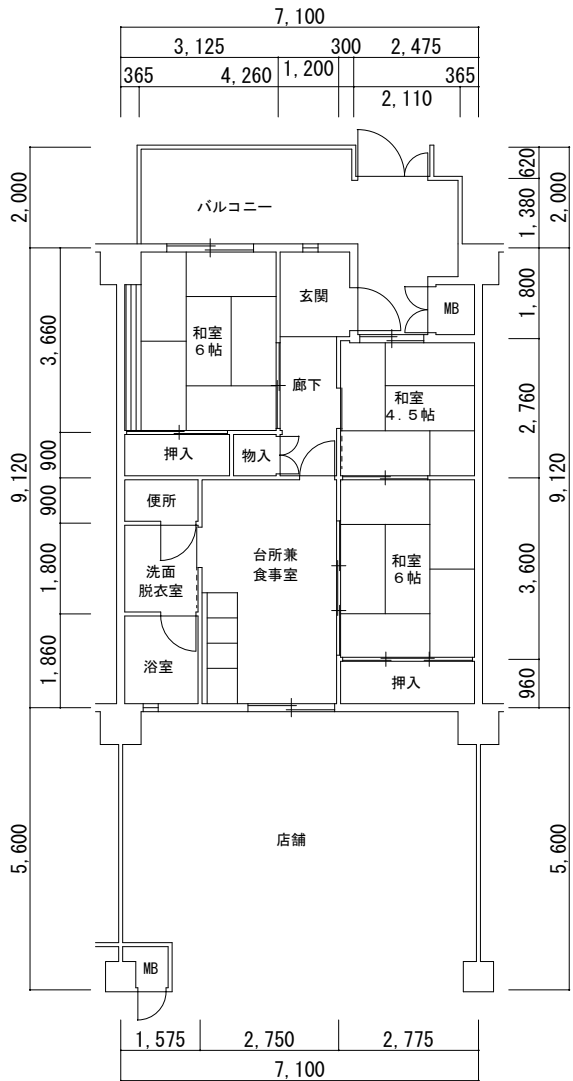 7,100
3,125
300
2,475
365
4,260
1,200
365
2,110
2,000
620
1,380
2,000
バルコニー
玄関
MB
1,800
和室
6帖
3,660
廊下
和室
4.5帖
2,760
押入
物入
900
9,120
9,120
便所
900
台所兼
食事室
和室
6帖
洗面
脱衣室
1,800
3,600
浴室
1,860
押入
960
店舗
5,600
5,600
MB
1,575
2,750
2,775
7,100